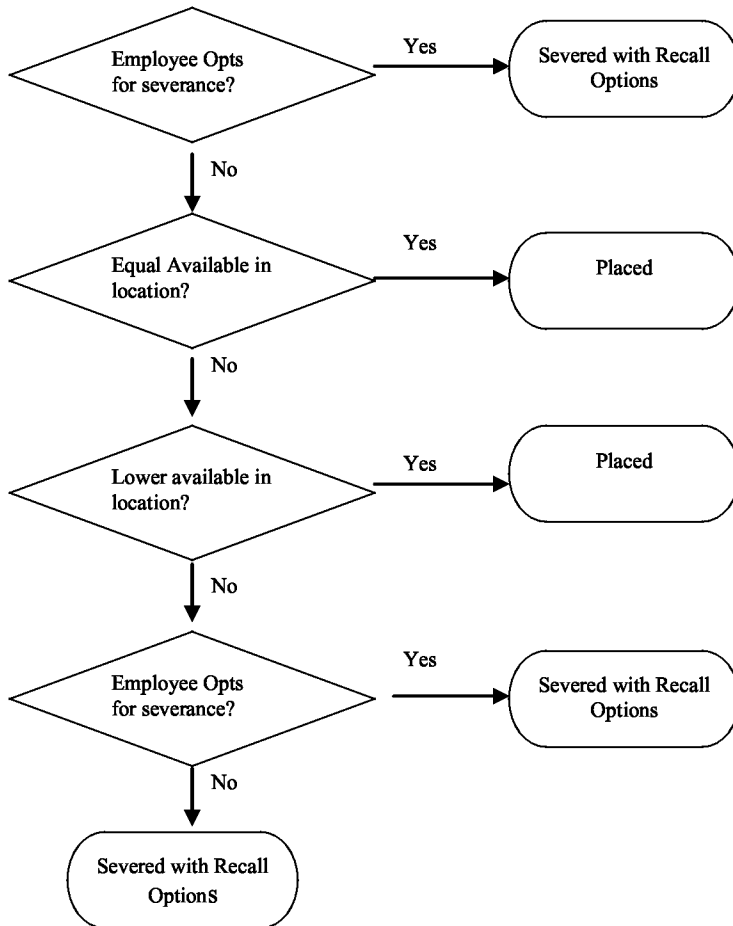 Employee Opts
for severance?
Yes
Severed with Recall
Options
No
Equal Available in
location?
Yes
Placed
No
Lower available in
location?
Yes
Placed
No
Employee Opts
for severance?
Yes
Severed with Recall
Options
No
Severed with Recall
Options